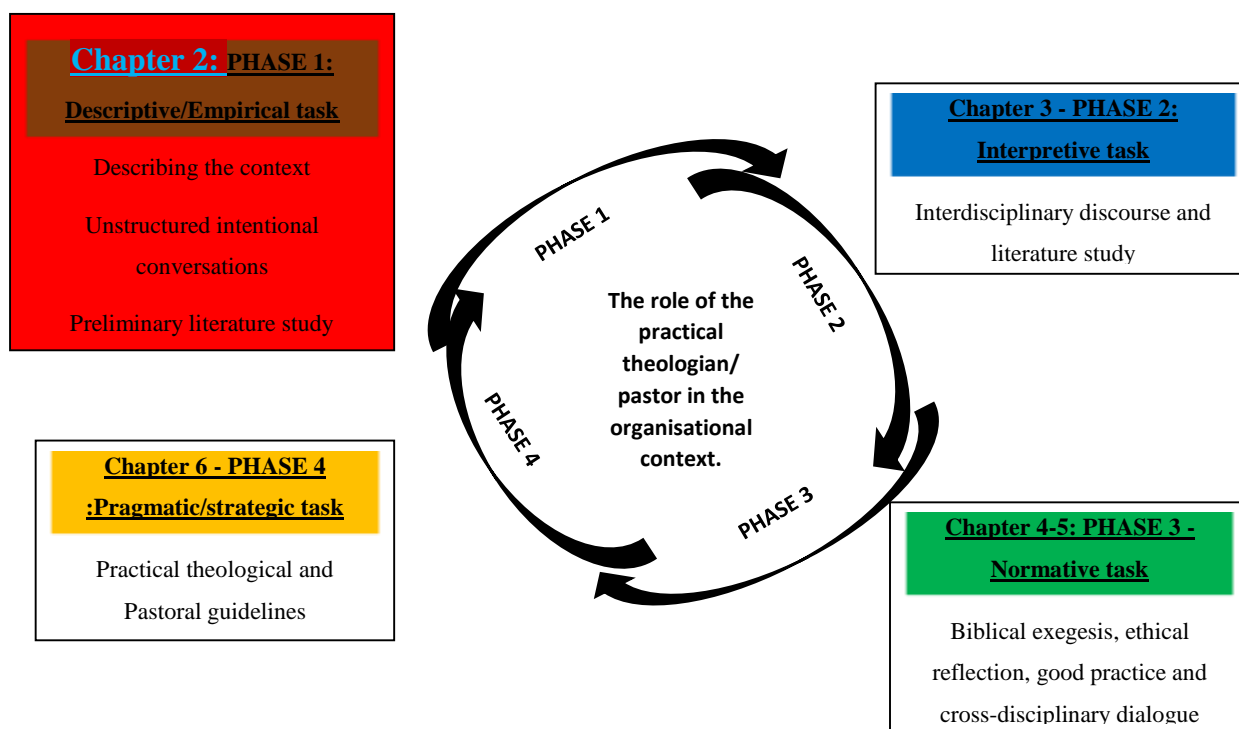 Chapter 2: PHASE 1:
Descriptive/Empirical task
Describing the context
Unstructured intentional
conversations
Preliminary literature study
Chapter 3 - PHASE 2:
Interpretive task
Interdisciplinary discourse and
literature study
PHASE 1
PHASE 2
The role of the
practical
theologian/
pastor in the
organisational
context.
PHASE 4
PHASE 3
Chapter 6 - PHASE 4
:Pragmatic/strategic task
Practical theological and
Pastoral guidelines
Chapter 4-5: PHASE 3 -
Normative task
Biblical exegesis, ethical
reflection, good practice and
cross-disciplinary dialogue